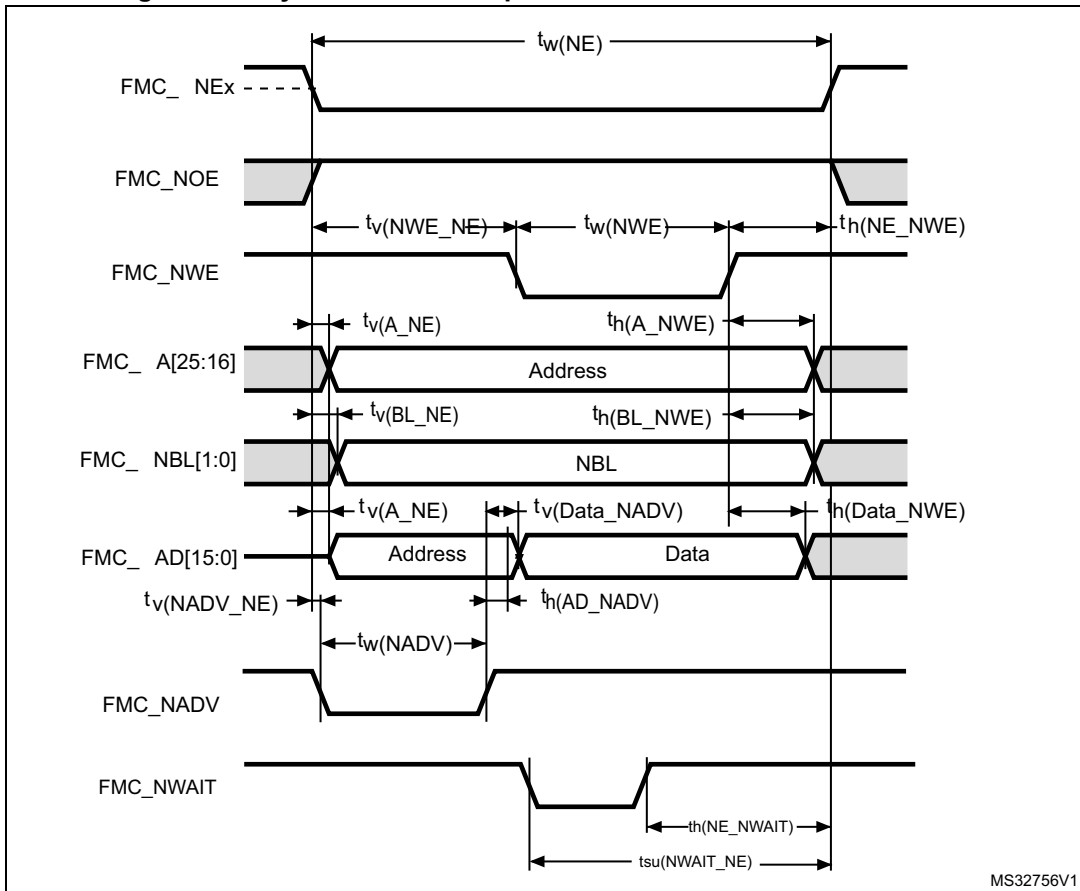 tw(NE)
FMC_ NEx
FMC_NOE
tv(NWE_NE)
tw(NWE)
th(NE_NWE)
FMC_NWE
tv(A_NE)
th(A_NWE)
FMC_ A[25:16]
Address
tv(BL_NE)
th(BL_NWE)
FMC_ NBL[1:0]
NBL
tv(A_NE)
tv(Data_NADV)
th(Data_NWE)
FMC_ AD[15:0]
Address
Data
tv(NADV_NE)
th(AD_NADV)
tw(NADV)
FMC_NADV
FMC_NWAIT
th(NE_NWAIT)
tsu(NWAIT_NE)
MS32756V1